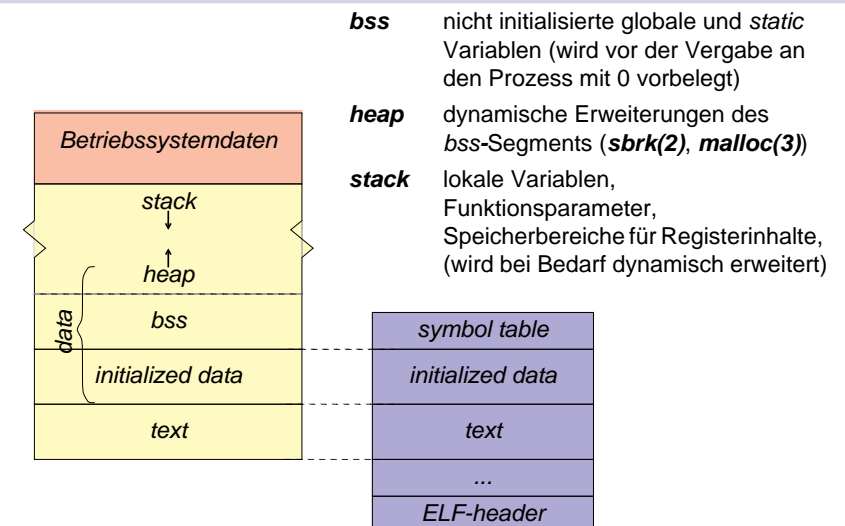 bss nicht initialisierte globale und static
Variablen (wird vor der Vergabe an
den Prozess mit 0 vorbelegt)
heap dynamische Erweiterungen des
bss-Segments (sbrk(2), malloc(3))
stack lokale Variablen,
Funktionsparameter,
Speicherbereiche für Registerinhalte,
(wird bei Bedarf dynamisch erweitert)
Betriebssystemdaten
stack
heap
data
bss
initialized data
text
symbol table
initialized data
text
...
ELF-header